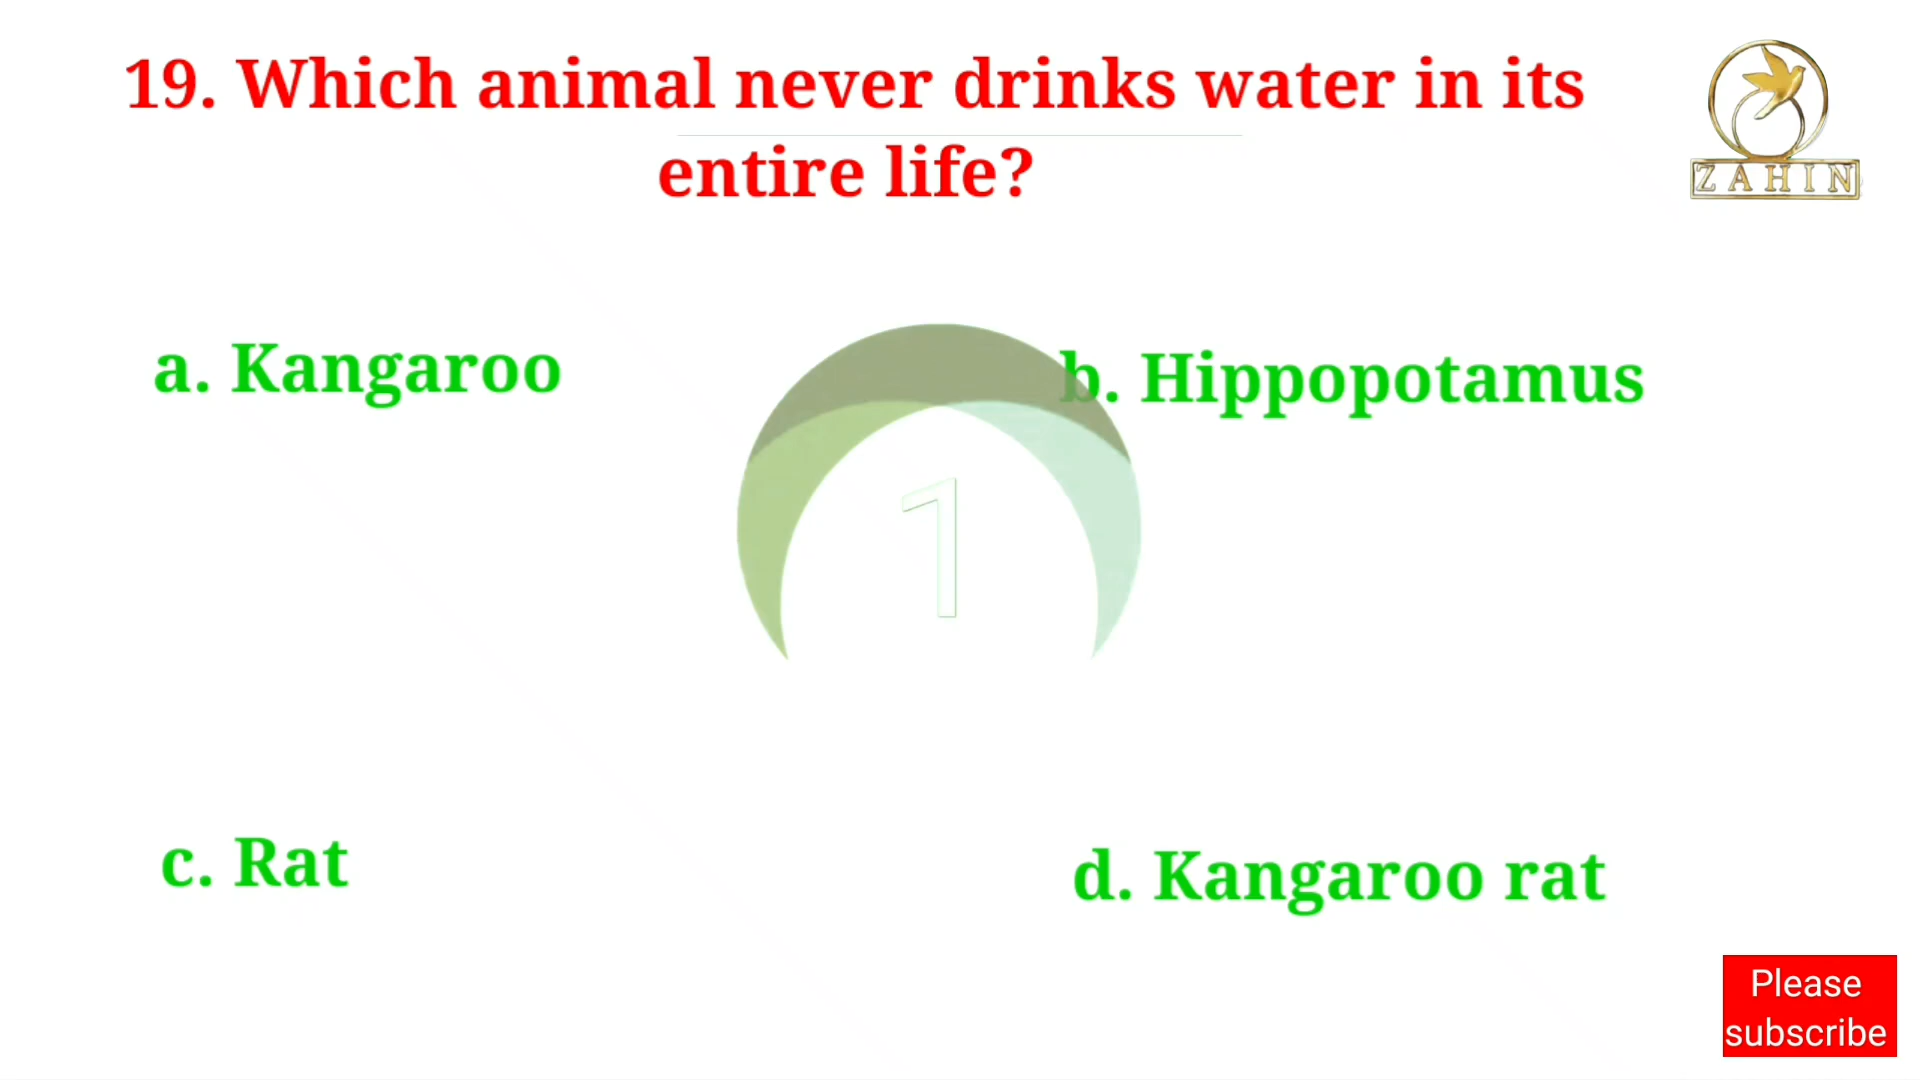 19. Which animal never drinks water in its
entire life?
ZAHIN
a. Kangaroo
b. Hippopotamus
1
c. Rat
d. Kangaroo rat
Please
subscribe